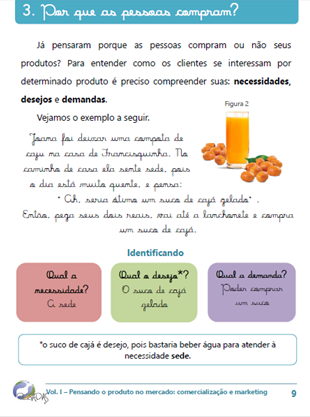 3. Por que as pessoas compram?
Já pensaram porque as pessoas compram ou não seus
produtos? Para entender como os clientes se interessam por
determinado produto é preciso compreender suas: necessidades,
desejos e demandas.
Vejamos o exemplo a seguir.
Figura 2
"Joana foi deixar uma compota de
caju na casa de Francisquinha. No
caminho de casa ela sente sede, pois
o dia está muito quente, e pensa:
" Ah, seria ótimo um suco de cajá gelado" .
Então, pega seus dois reais, vai até a lanchonete e compra
um suco de cajá.
Identificando
Qual a
necessidade?
A sede
Qual o desejo*?
O suco de cajá
gelado
Qual a demanda?
Poder comprar
um suco
*o suco de cajá é desejo, pois bastaria beber água para atender à
necessidade sede.
Vol. I – Pensando o produto no mercado: comercialização e marketing
9